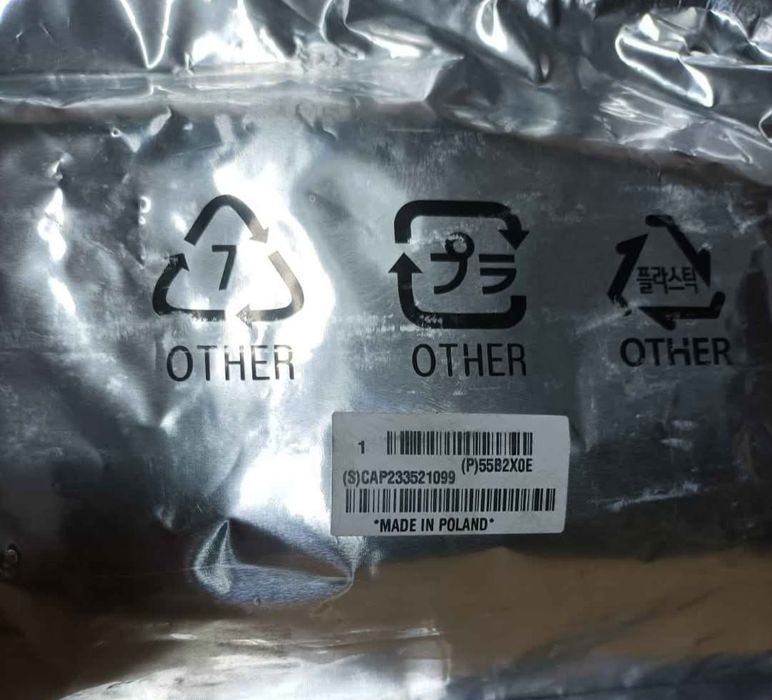 7
OTHER
プラ
OTHER
플라스틱
OTHER
1
(P)55B2X0E
(S)CAP233521099
*MADE IN POLAND*